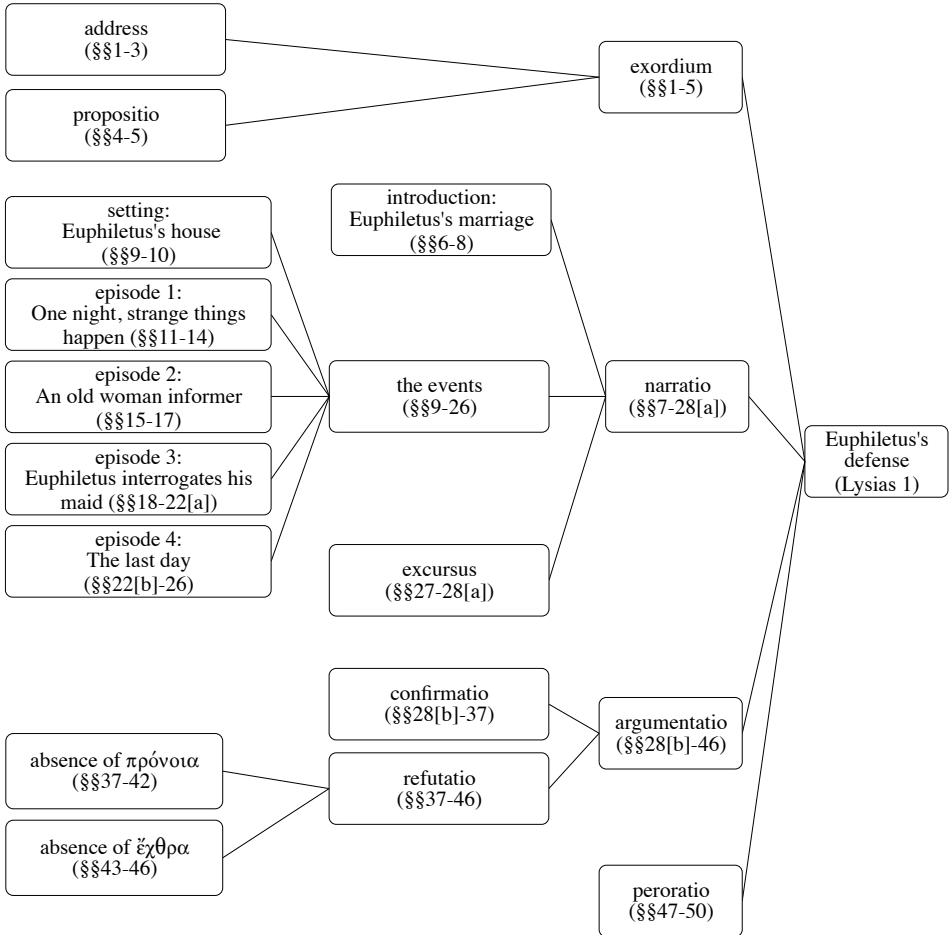 address
(§§1-3)
propositio
(§§4-5)
exordium
(§§1-5)
setting:
Euphiletus's house
(§§9-10)
episode 1:
One night, strange things
happen (§§11-14)
episode 2:
An old woman informer
(§§15-17)
episode 3:
Euphiletus interrogates his
maid (§§18-22[a])
episode 4:
The last day
(§§22[b]-26)
introduction:
Euphiletus's marriage
(§§6-8)
the events
(§§9-26)
excursus
(§§27-28[a])
narratio
(§§7-28[a])
Euphiletus's
defense
(Lysias 1)
confirmatio
(§§28[b]-37)
refutatio
(§§37-46)
argumentatio
(§§28[b]-46)
absence of πρόνοια
(§§37-42)
absence of ἔχθρα
(§§43-46)
peroratio
(§§47-50)